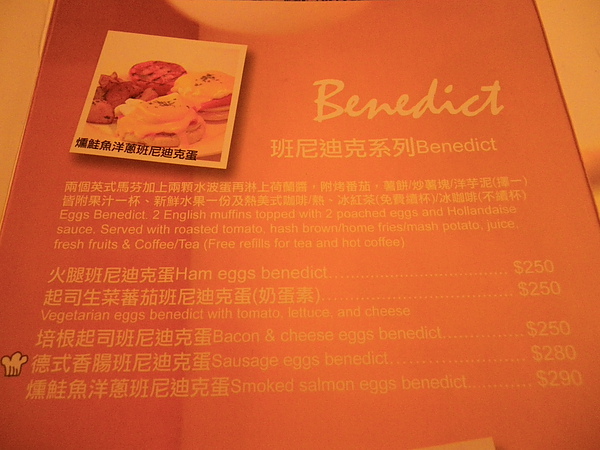 Benedict
燻鮭魚洋蔥班尼迪克蛋
班尼迪克系列Benedict
兩個英式馬芬加上兩顆水波蛋再淋上荷蘭醬，附烤番茄，薯餅/炒薯塊/洋芋泥(擇一)
皆附果汁一杯、新鮮水果一份及熱美式咖啡/熱、冰紅茶(免費續杯)/冰咖啡(不續杯)
Eggs Benedict. 2 English muffins topped with 2 poached eggs and Hollandaise
sauce. Served with roasted tomato, hash brown/home fries/mash potato, juice,
fresh fruits & Coffee/Tea (Free refills for tea and hot coffee)
火腿班尼迪克蛋Ham eggs benedict................................... $250
起司生菜蕃茄班尼迪克蛋(奶蛋素)...................................$250
Vegetarian eggs benedict with tomato, lettuce, and cheese
培根起司班尼迪克蛋Bacon & cheese eggs benedict................$250
德式香腸班尼迪克蛋Sausage eggs benedict........................... $280
燻鮭魚洋蔥班尼迪克蛋Smoked salmon eggs benedict............. $290